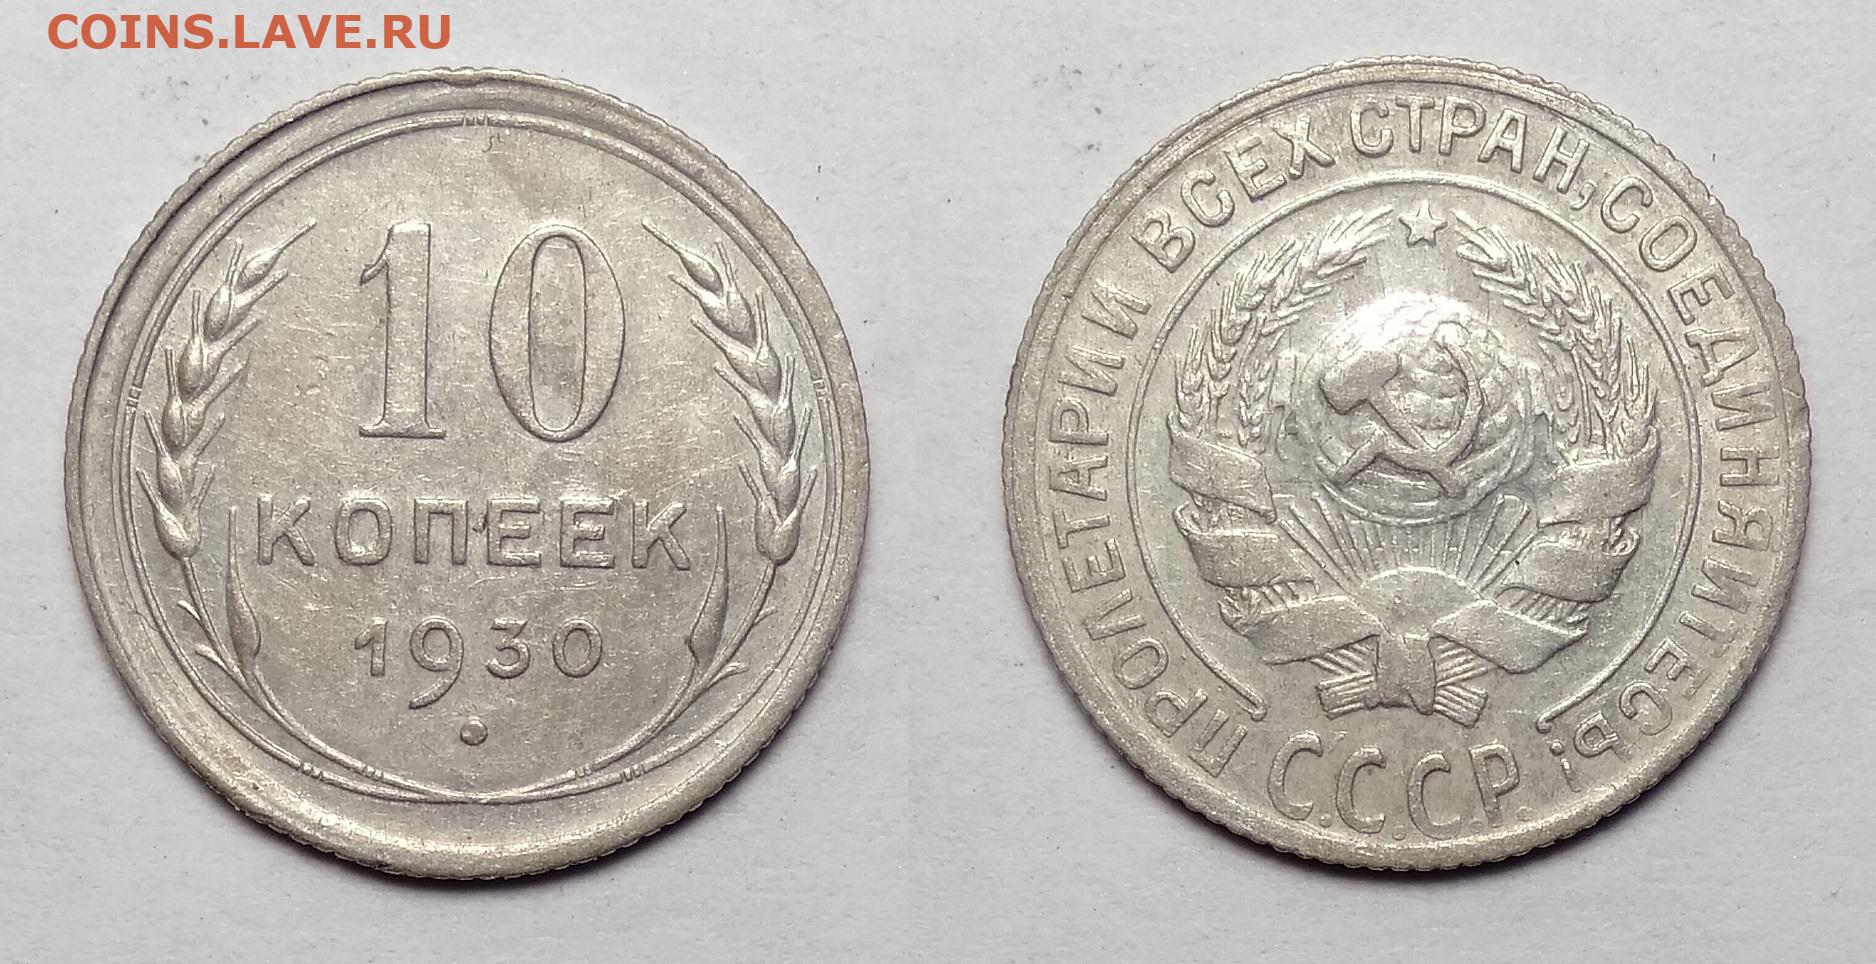 COINS.LAVE.RU
10
КОПЕЕК
1930
ПРОЛЕТАРИИ ВСЕХ СТРАН, СОЕДИНЯЙТЕСЬ!
С.С.С.Р.